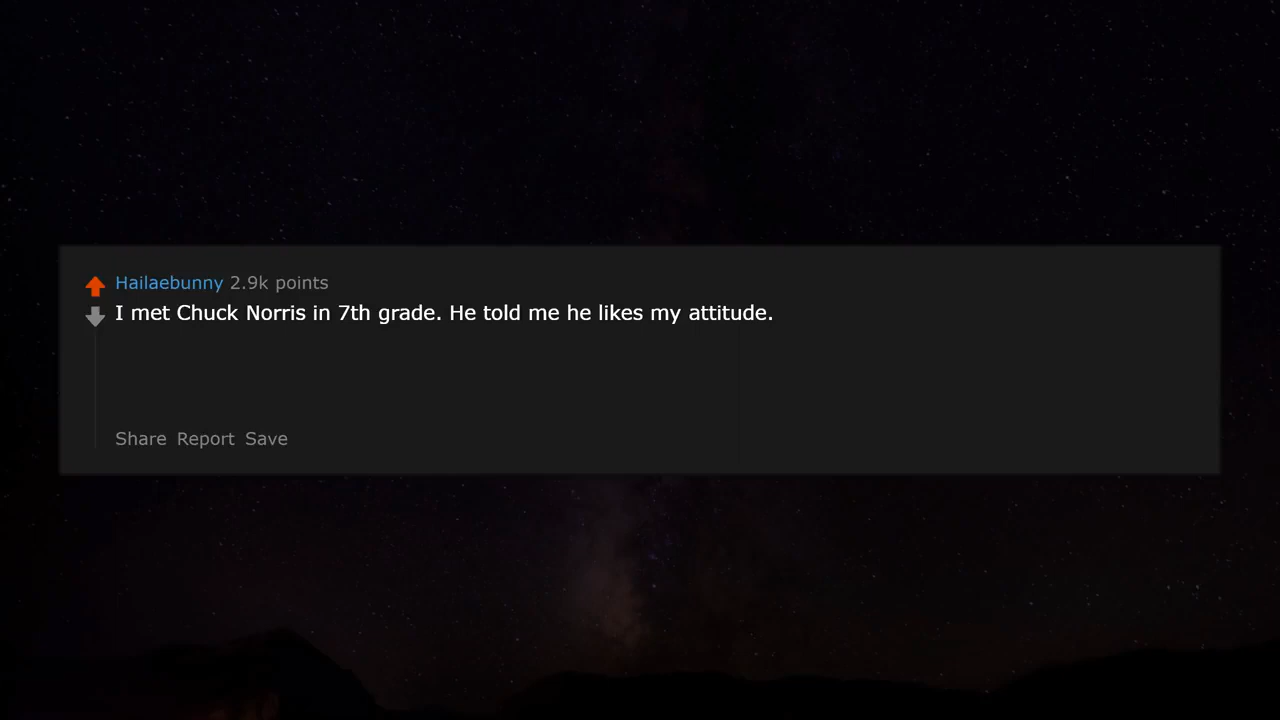 Hailaebunny 2.9k points
I met Chuck Norris in 7th grade. He told me he likes my attitude.
Share Report Save